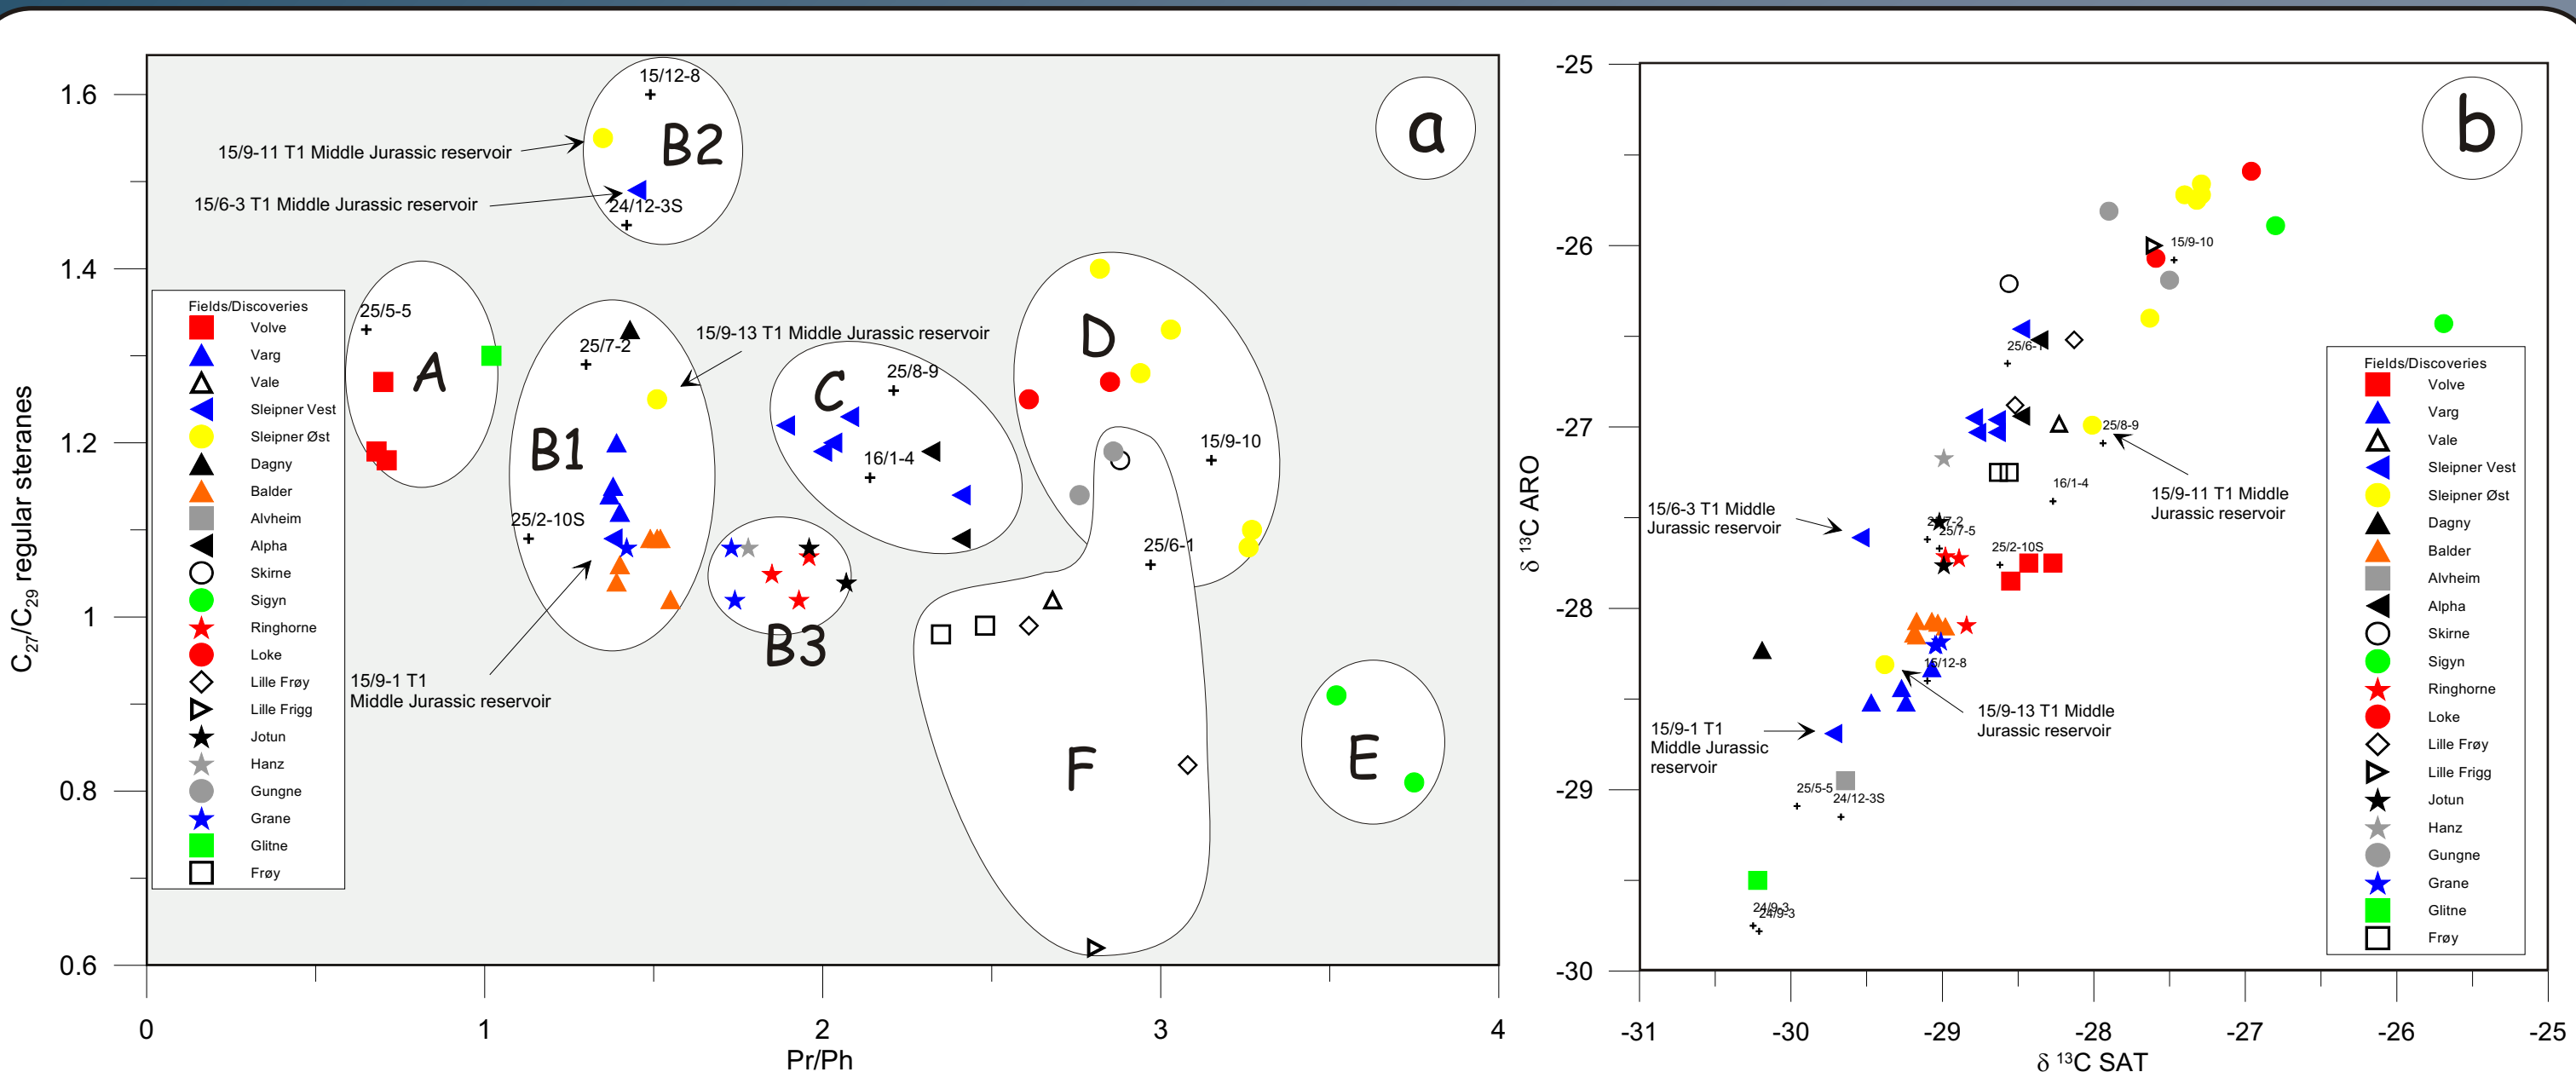 1.6
1.4
1.2
1
0.8
0.6
C27/C29 regular steranes
0
1
2
3
4
Pr/Ph
a
15/12-8
B2
15/9-11 T1 Middle Jurassic reservoir
15/6-3 T1 Middle Jurassic reservoir
24/12-3S
25/5-5
A
25/7-2
15/9-13 T1 Middle Jurassic reservoir
B1
25/2-10S
15/9-1 T1
Middle Jurassic reservoir
B3
C
25/8-9
16/1-4
D
15/9-10
25/6-1
F
E
Fields/Discoveries
Volve
Varg
Vale
Sleipner Vest
Sleipner Øst
Dagny
Balder
Alvheim
Alpha
Skirne
Sigyn
Ringhorne
Loke
Lille Frøy
Lille Frigg
Jotun
Hanz
Gungne
Grane
Glitne
Frøy
-25
-26
-27
-28
-29
-30
δ 13C ARO
-31
-30
-29
-28
-27
-26
-25
δ 13C SAT
b
15/9-10
25/6-1
25/8-9
15/9-11 T1 Middle
Jurassic reservoir
16/1-4
15/6-3 T1 Middle
Jurassic reservoir
25/7-2
25/7-5
25/2-10S
15/12-8
15/9-13 T1 Middle
Jurassic reservoir
15/9-1 T1
Middle Jurassic
reservoir
25/5-5
24/12-3S
24/9-3
24/9-3
Fields/Discoveries
Volve
Varg
Vale
Sleipner Vest
Sleipner Øst
Dagny
Balder
Alvheim
Alpha
Skirne
Sigyn
Ringhorne
Loke
Lille Frøy
Lille Frigg
Jotun
Hanz
Gungne
Grane
Glitne
Frøy